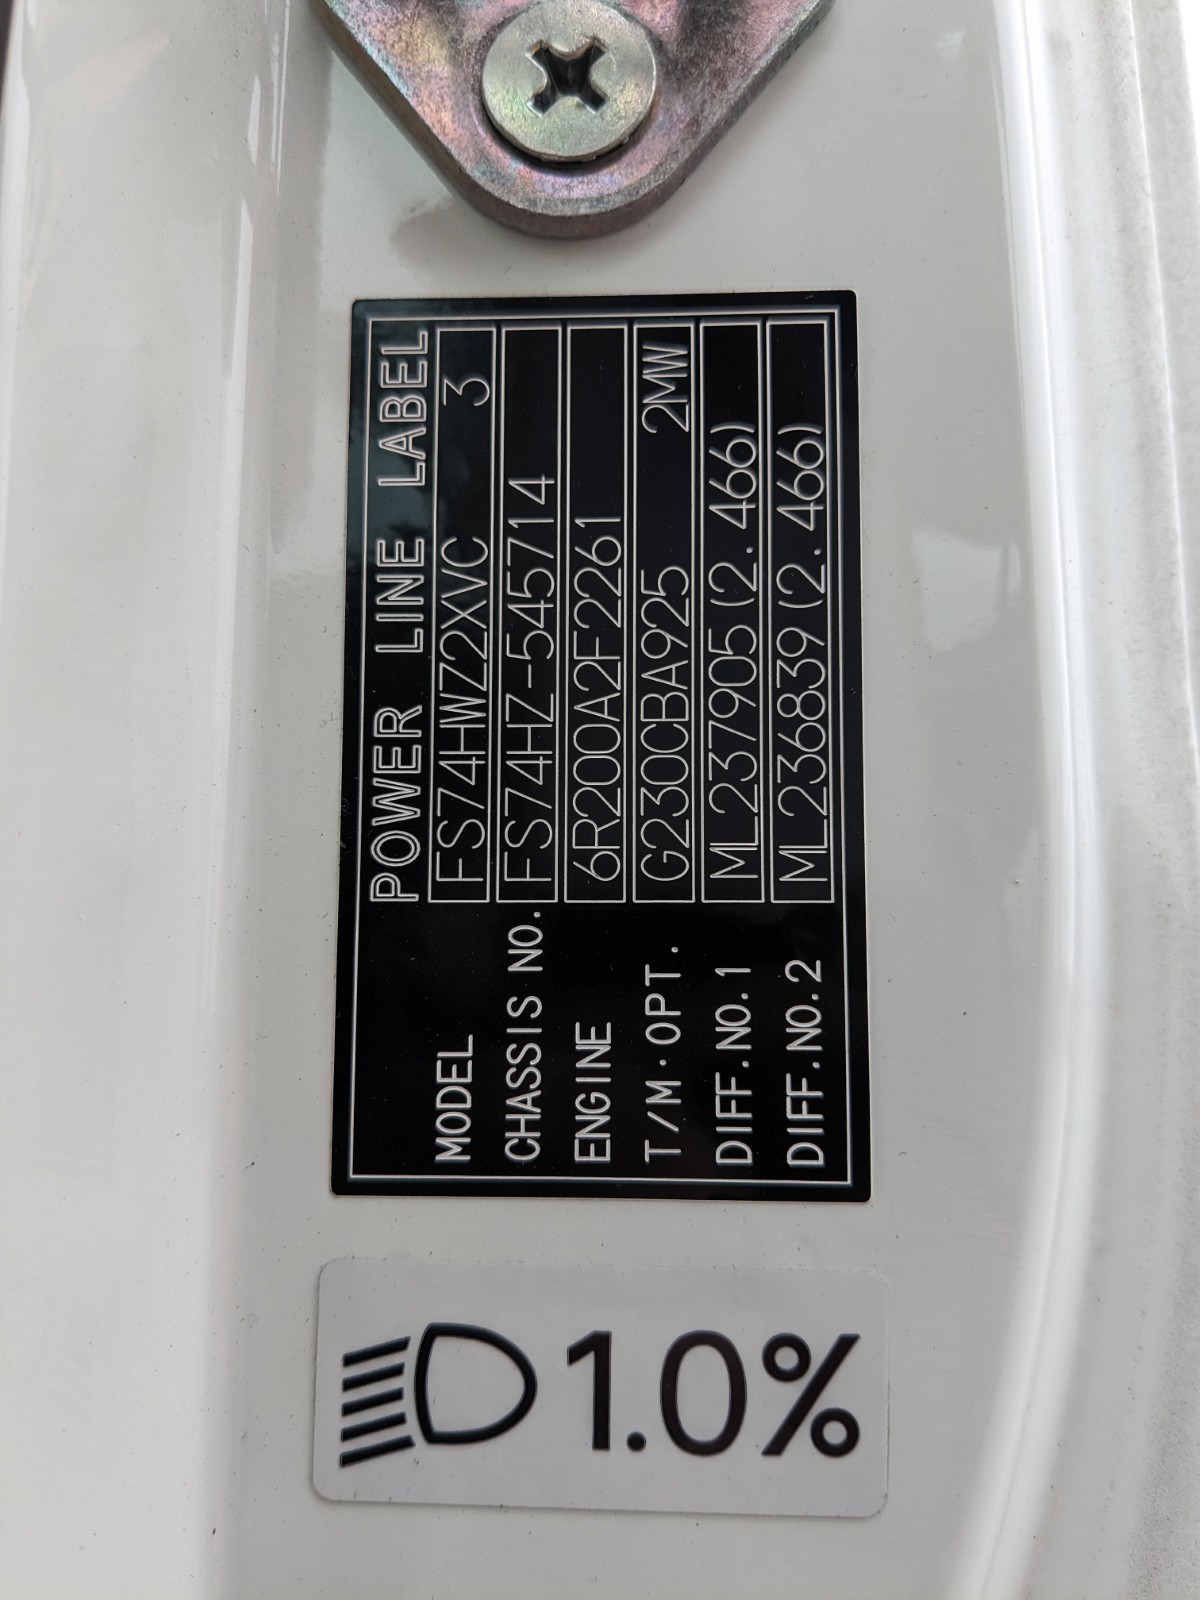 POWER LINE LABEL
MODEL FS74HWZ2XVC 3
CHASSIS NO. FS74HZ-545714
ENGINE 6R200A2F2261
T/M·OPT. G230CBA925 2MW
DIFF.NO.1 ML237905(2.466)
DIFF.NO.2 ML236839(2.466)
1.0%